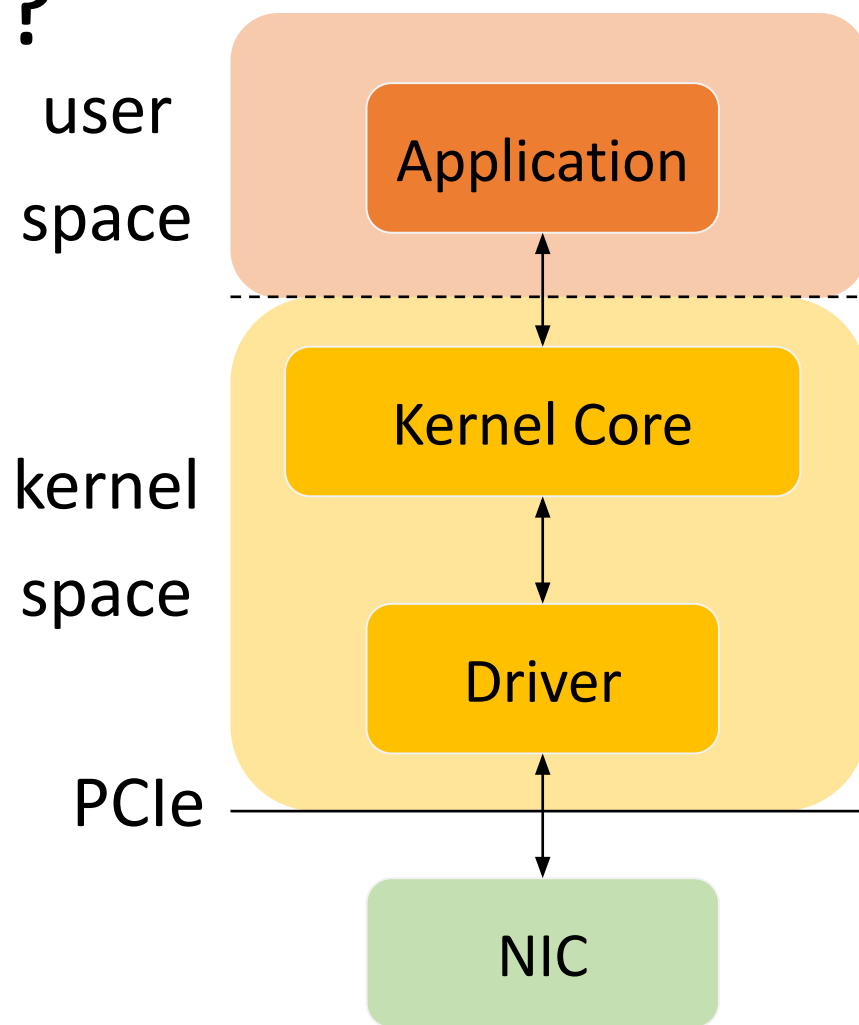 ?
user
space
Application
Kernel Core
kernel
space
Driver
PCIe
NIC